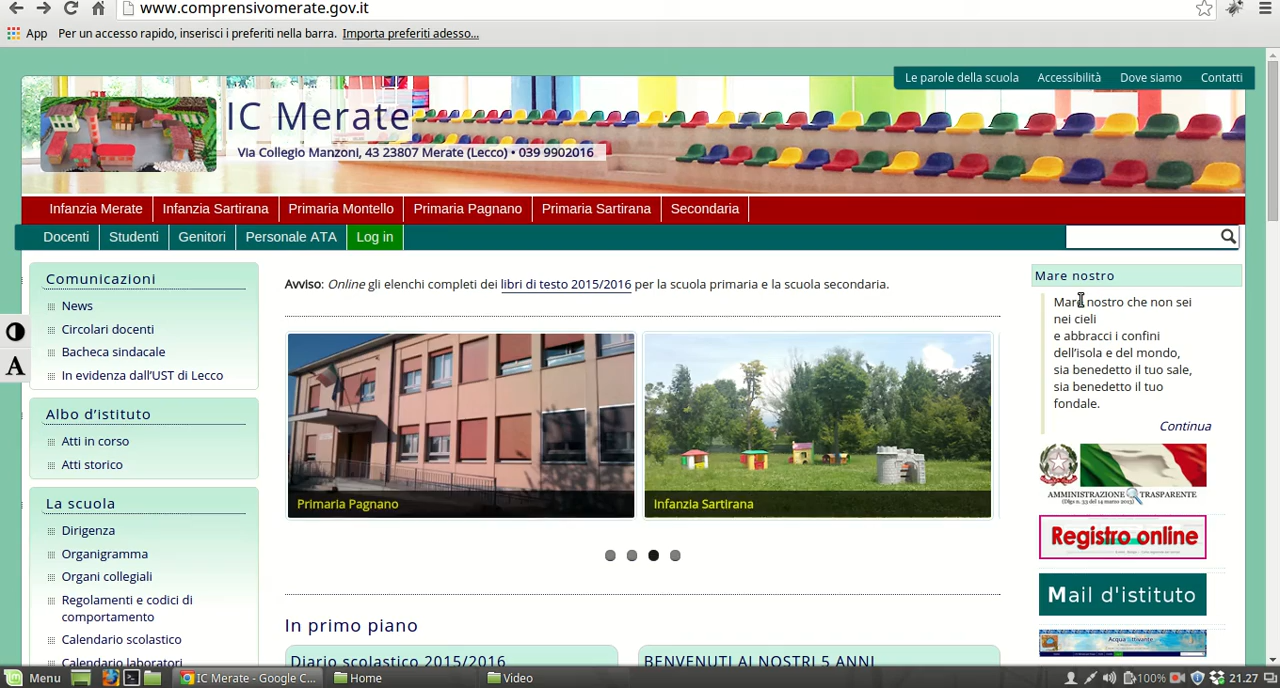 www.comprensivomerate.gov.it
App Per un accesso rapido, inserisci i preferiti nella barra. Importa preferiti adesso...
Le parole della scuola Accessibilità Dove siamo Contatti
IC Merate
Via Collegio Manzoni, 43 23807 Merate (Lecco) • 039 9902016
Infanzia Merate Infanzia Sartirana Primaria Montello Primaria Pagnano Primaria Sartirana Secondaria
Docenti Studenti Genitori Personale ATA Log in
Comunicazioni
News
Circolari docenti
Bacheca sindacale
In evidenza dall'UST di Lecco
Albo d'istituto
Atti in corso
Atti storico
La scuola
Dirigenza
Organigramma
Organi collegiali
Regolamenti e codici di
comportamento
Calendario scolastico
Calendario laboratori
A
Avviso: Online gli elenchi completi dei libri di testo 2015/2016 per la scuola primaria e la scuola secondaria.
Primaria Pagnano
Infanzia Sartirana
In primo piano
Diario scolastico 2015/2016
BENVENUTI AI NOSTRI 5 ANNI
Mare nostro
Mare nostro che non sei
nei cieli
e abbracci i confini
dell'isola e del mondo,
sia benedetto il tuo sale,
sia benedetto il tuo
fondale.
Continua
AMMINISTRAZIONE TRASPARENTE
(Dlgs n. 33 del 14 marzo 2013)
Registro online
Mail d'istituto
Menu IC Merate - Google C... Home Video 100% 21.27